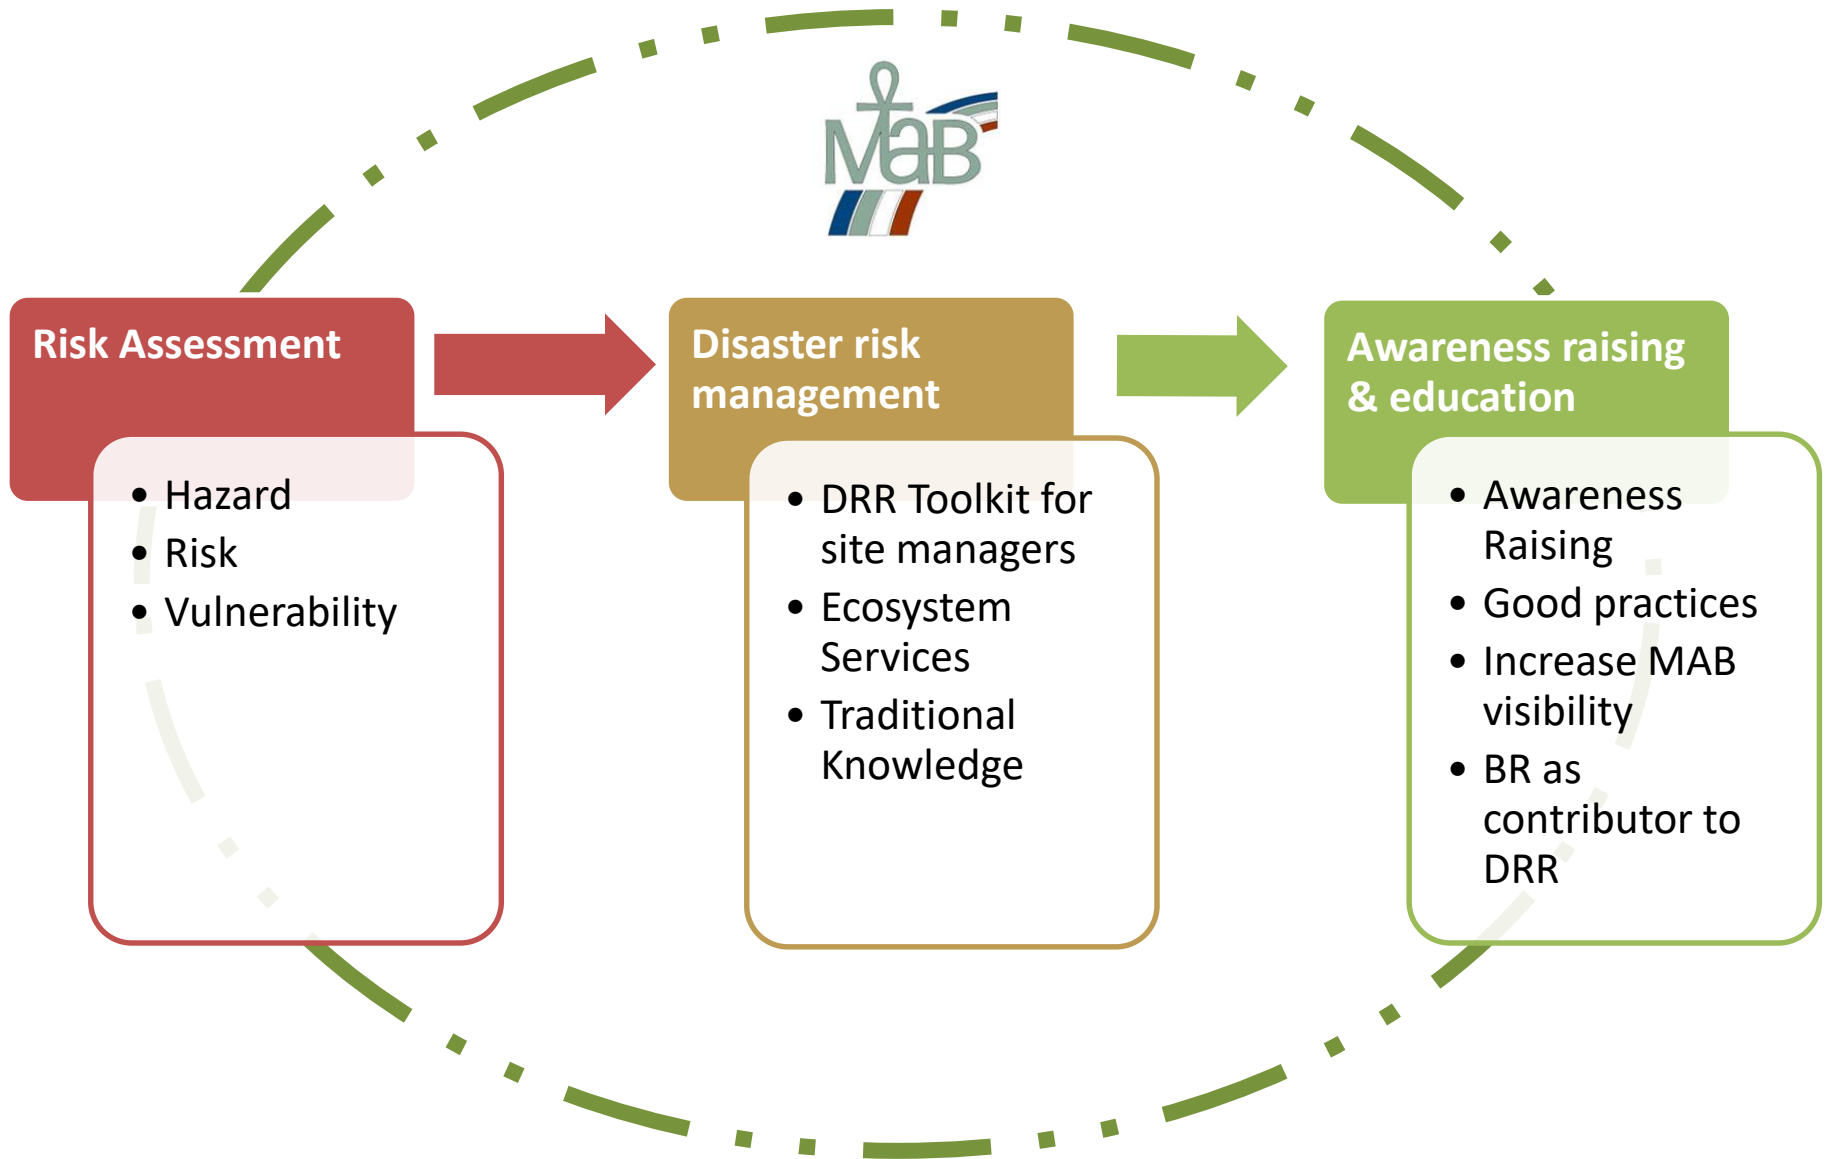 MaB
Risk Assessment
• Hazard
• Risk
• Vulnerability
Disaster risk
management
• DRR Toolkit for
site managers
• Ecosystem
Services
• Traditional
Knowledge
Awareness raising
& education
• Awareness
Raising
• Good practices
• Increase MAB
visibility
• BR as
contributor to
DRR